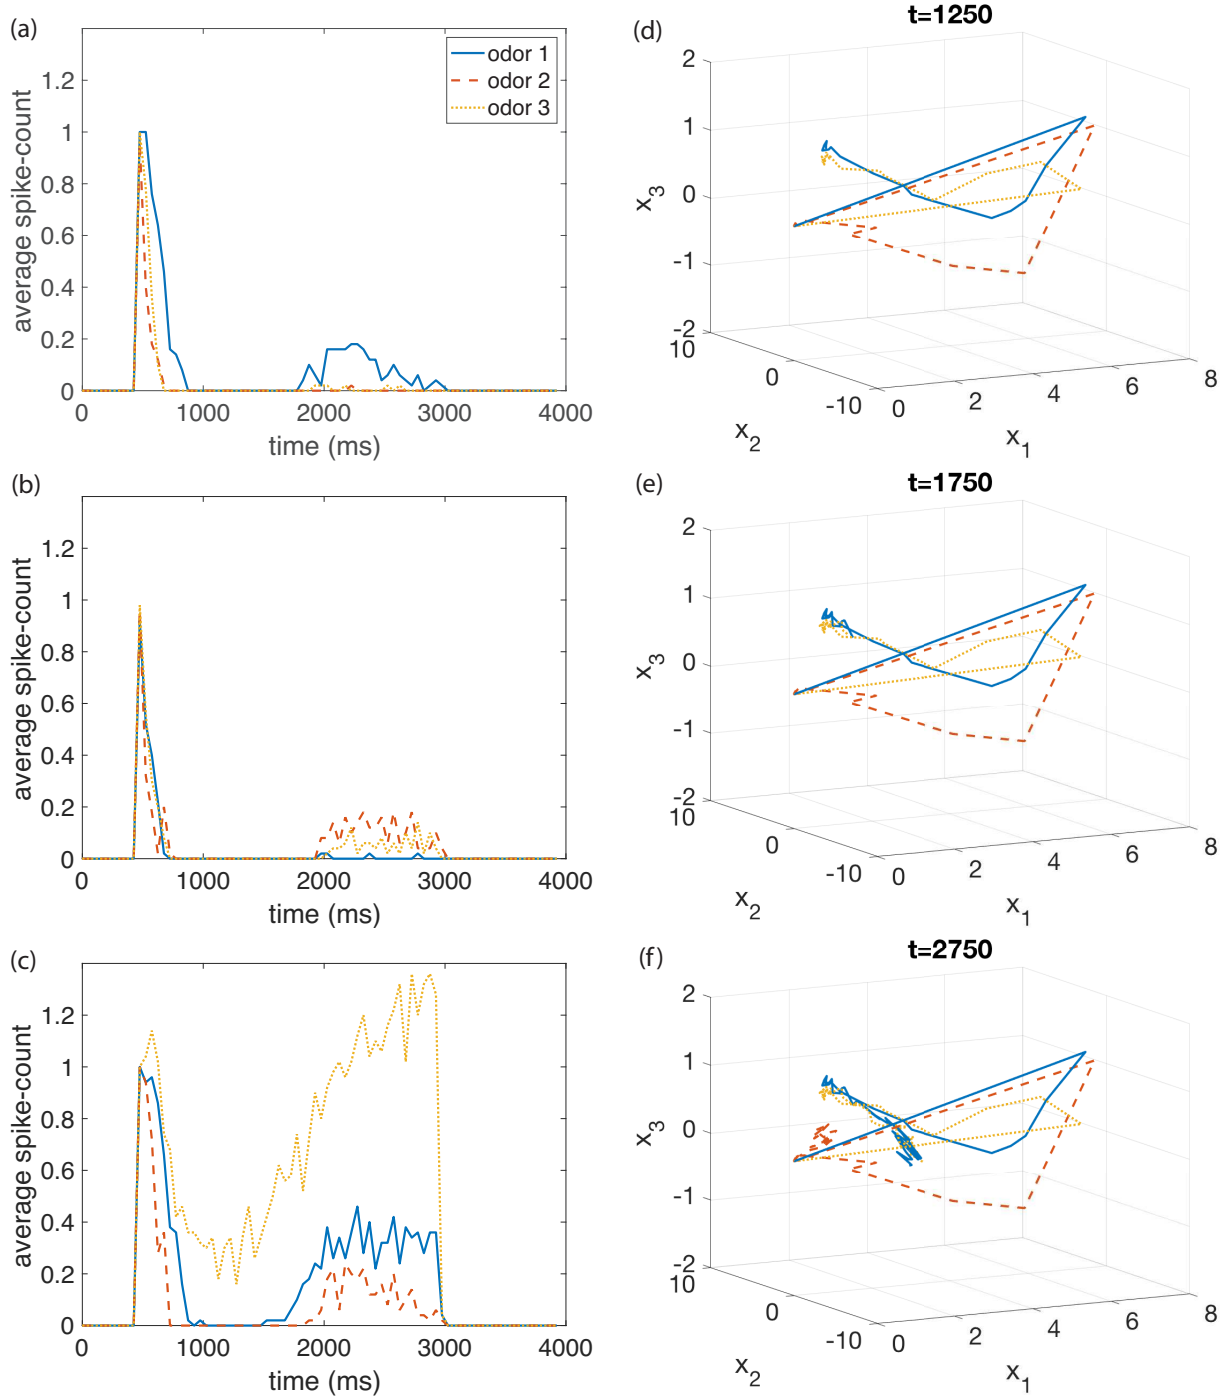 (a)
1.2
1
0.8
0.6
0.4
0.2
0
average spike-count
odor 1
odor 2
odor 3
0 1000 2000 3000 4000
time (ms)
(d)
t=1250
2
1
0
-1
-2
x3
10
0
-10
x2
0 2 4 6 8
x1
(b)
1.2
1
0.8
0.6
0.4
0.2
0
average spike-count
0 1000 2000 3000 4000
time (ms)
(e)
t=1750
2
1
0
-1
-2
x3
10
0
-10
x2
0 2 4 6 8
x1
(c)
1.2
1
0.8
0.6
0.4
0.2
0
average spike-count
0 1000 2000 3000 4000
time (ms)
(f)
t=2750
2
1
0
-1
-2
x3
10
0
-10
x2
0 2 4 6 8
x1